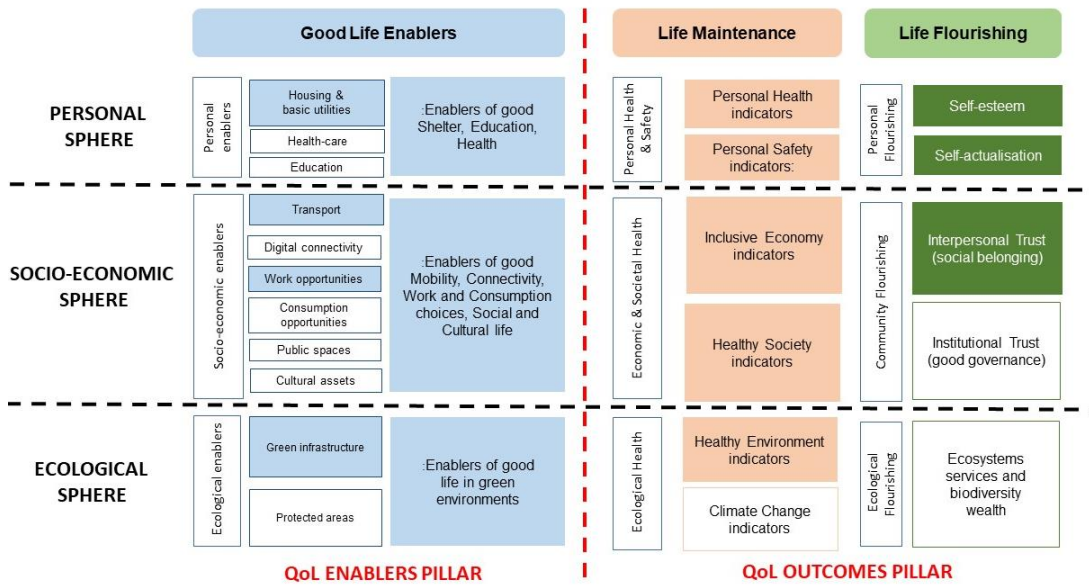 Good Life Enablers
Life Maintenance
Life Flourishing
PERSONAL
SPHERE
Personal
enablers
Housing &
basic utilities
Health-care
Education
:Enablers of good
Shelter, Education,
Health
Personal Health
& Safety
Personal Health
indicators
Personal Safety
indicators:
Personal
Flourishing
Self-esteem
Self-actualisation
SOCIO-ECONOMIC
SPHERE
Socio-economic enablers
Transport
Digital connectivity
Work opportunities
Consumption
opportunities
Public spaces
Cultural assets
:Enablers of good
Mobility, Connectivity,
Work and Consumption
choices, Social and
Cultural life
Economic & Societal Health
Inclusive Economy
indicators
Healthy Society
indicators
Community Flourishing
Interpersonal Trust
(social belonging)
Institutional Trust
(good governance)
ECOLOGICAL
SPHERE
Ecological enablers
Green infrastructure
Protected areas
:Enablers of good
life in green
environments
Ecological Health
Healthy Environment
indicators
Climate Change
indicators
Ecological
Flourishing
Ecosystems
services and
biodiversity
wealth
QoL ENABLERS PILLAR
QoL OUTCOMES PILLAR